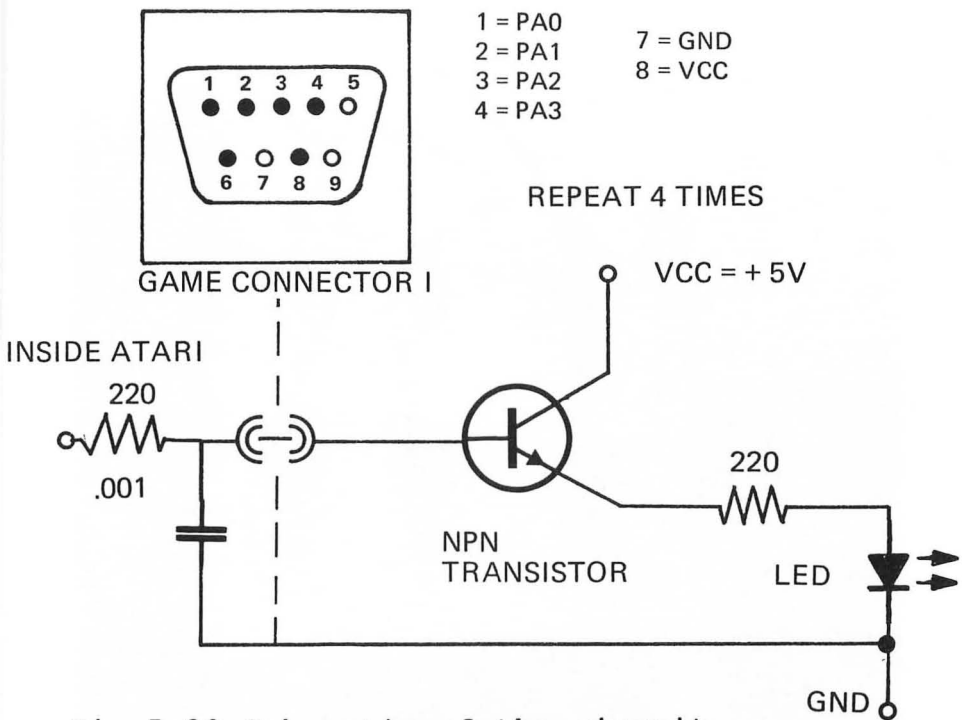 1 = PA0
2 = PA1
3 = PA2
4 = PA3
7 = GND
8 = VCC
1 2 3 4 5
6 7 8 9
GAME CONNECTOR I
REPEAT 4 TIMES
VCC = + 5V
INSIDE ATARI
220
.001
220
NPN
TRANSISTOR
LED
GND